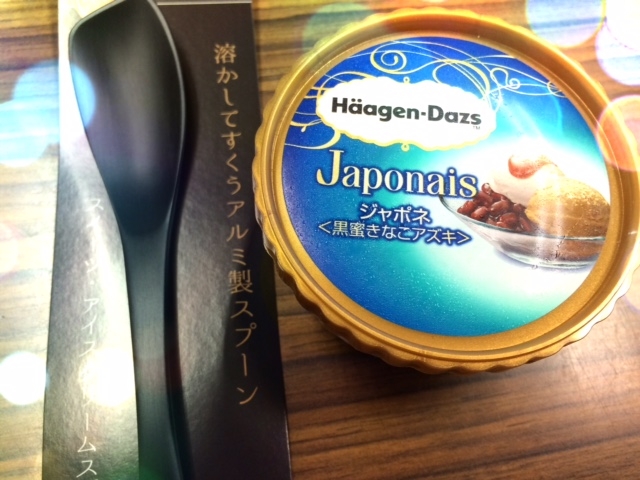 溶かしてすくうアルミ製スプーン
Häagen-Dazs
Japonais
ジャポネ
<黒蜜きなこアズキ>